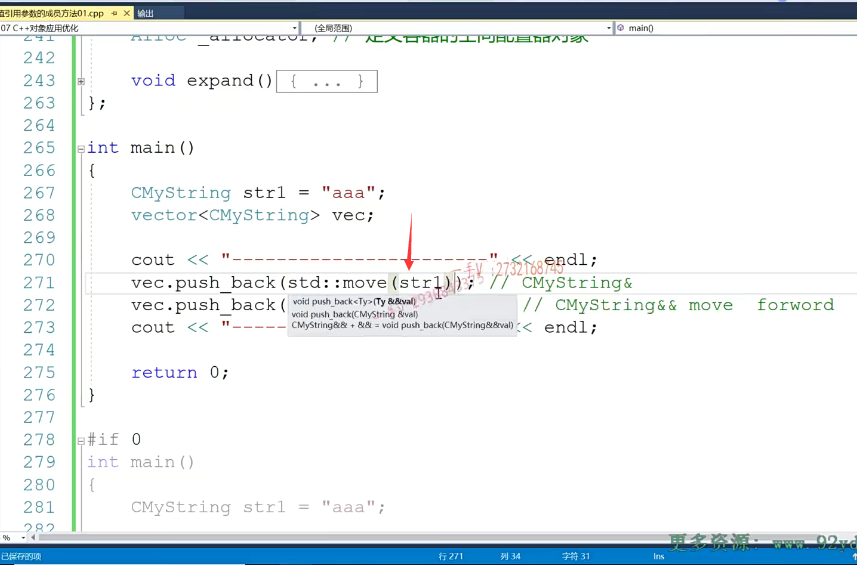 值引用参数的成员方法01.cpp 输出
07 C++对象应用优化 (全局范围) main()
241 Alloc _allocator; // 定义容器的空间配置器对象
242
243 void expand() { ... }
263 };
264
265 int main()
266 {
267 CMyString str1 = "aaa";
268 vector<CMyString> vec;
269
270 cout << "-----------------------" << endl;
271 vec.push_back(std::move(str1)); // CMyString&
272 vec.push_back( // CMyString&& move forword
void push_back<Ty>(Ty &&val)
void push_back(CMyString &val)
CMyString&& + && = void push_back(CMyString&&val)
273 cout << "----- << endl;
274
275 return 0;
276 }
277
278 #if 0
279 int main()
280 {
281 CMyString str1 = "aaa";
282
% 
已保存的项 行 271 列 34 字符 31 Ins
更多资源: www.92yd